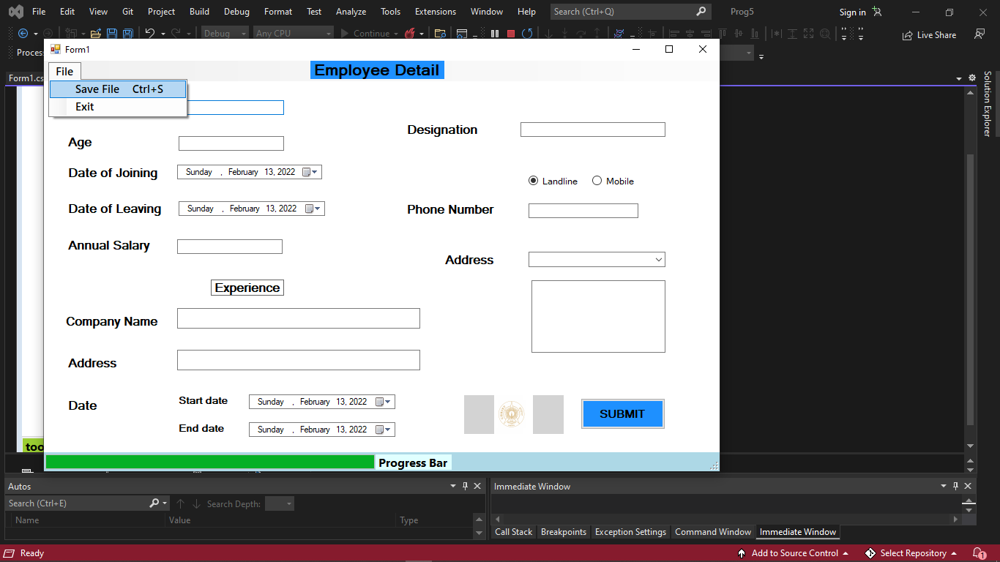 File Edit View Git Project Build Debug Format Test Analyze Tools Extensions Window Help Search (Ctrl+Q) Prog5 Sign in
Debug Any CPU Continue Live Share
Form1
Form1.cs
File
Employee Detail
Save File Ctrl+S
Exit
Age
Designation
Date of Joining Sunday , February 13, 2022
Landline Mobile
Date of Leaving Sunday , February 13, 2022
Phone Number
Annual Salary
Address
Experience
Company Name
Address
Date
Start date Sunday , February 13, 2022
End date Sunday , February 13, 2022
SUBMIT
Progress Bar
Solution Explorer
Autos
Search (Ctrl+E) Search Depth:
Name Value Type
Immediate Window
Call Stack Breakpoints Exception Settings Command Window Immediate Window
Ready Add to Source Control Select Repository 1